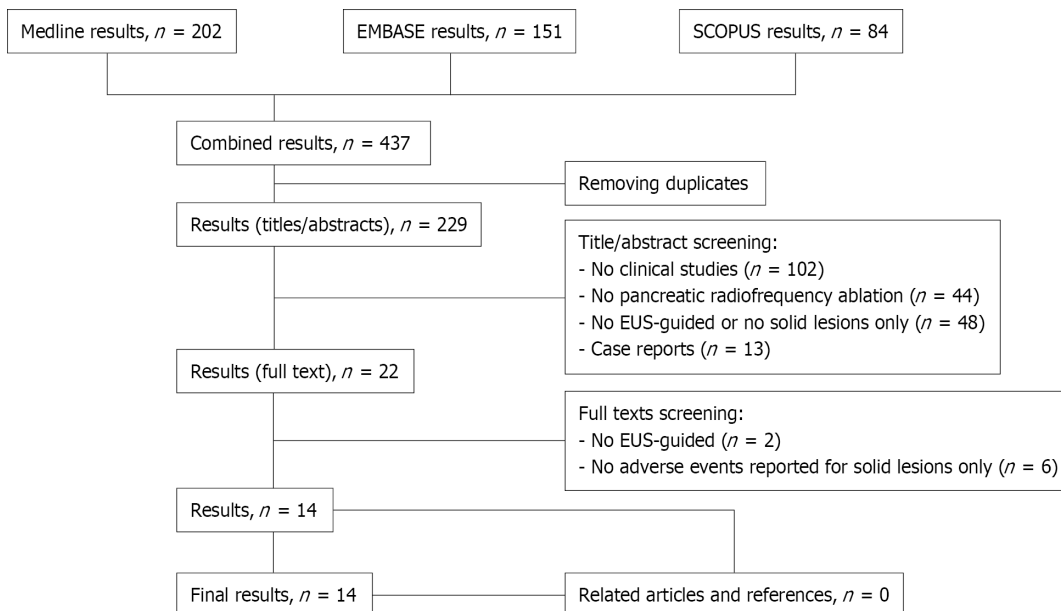 Medline results, n = 202
EMBASE results, n = 151
SCOPUS results, n = 84
Combined results, n = 437
Removing duplicates
Results (titles/abstracts), n = 229
Title/abstract screening:
- No clinical studies (n = 102)
- No pancreatic radiofrequency ablation (n = 44)
- No EUS-guided or no solid lesions only (n = 48)
- Case reports (n = 13)
Results (full text), n = 22
Full texts screening:
- No EUS-guided (n = 2)
- No adverse events reported for solid lesions only (n = 6)
Results, n = 14
Final results, n = 14
Related articles and references, n = 0